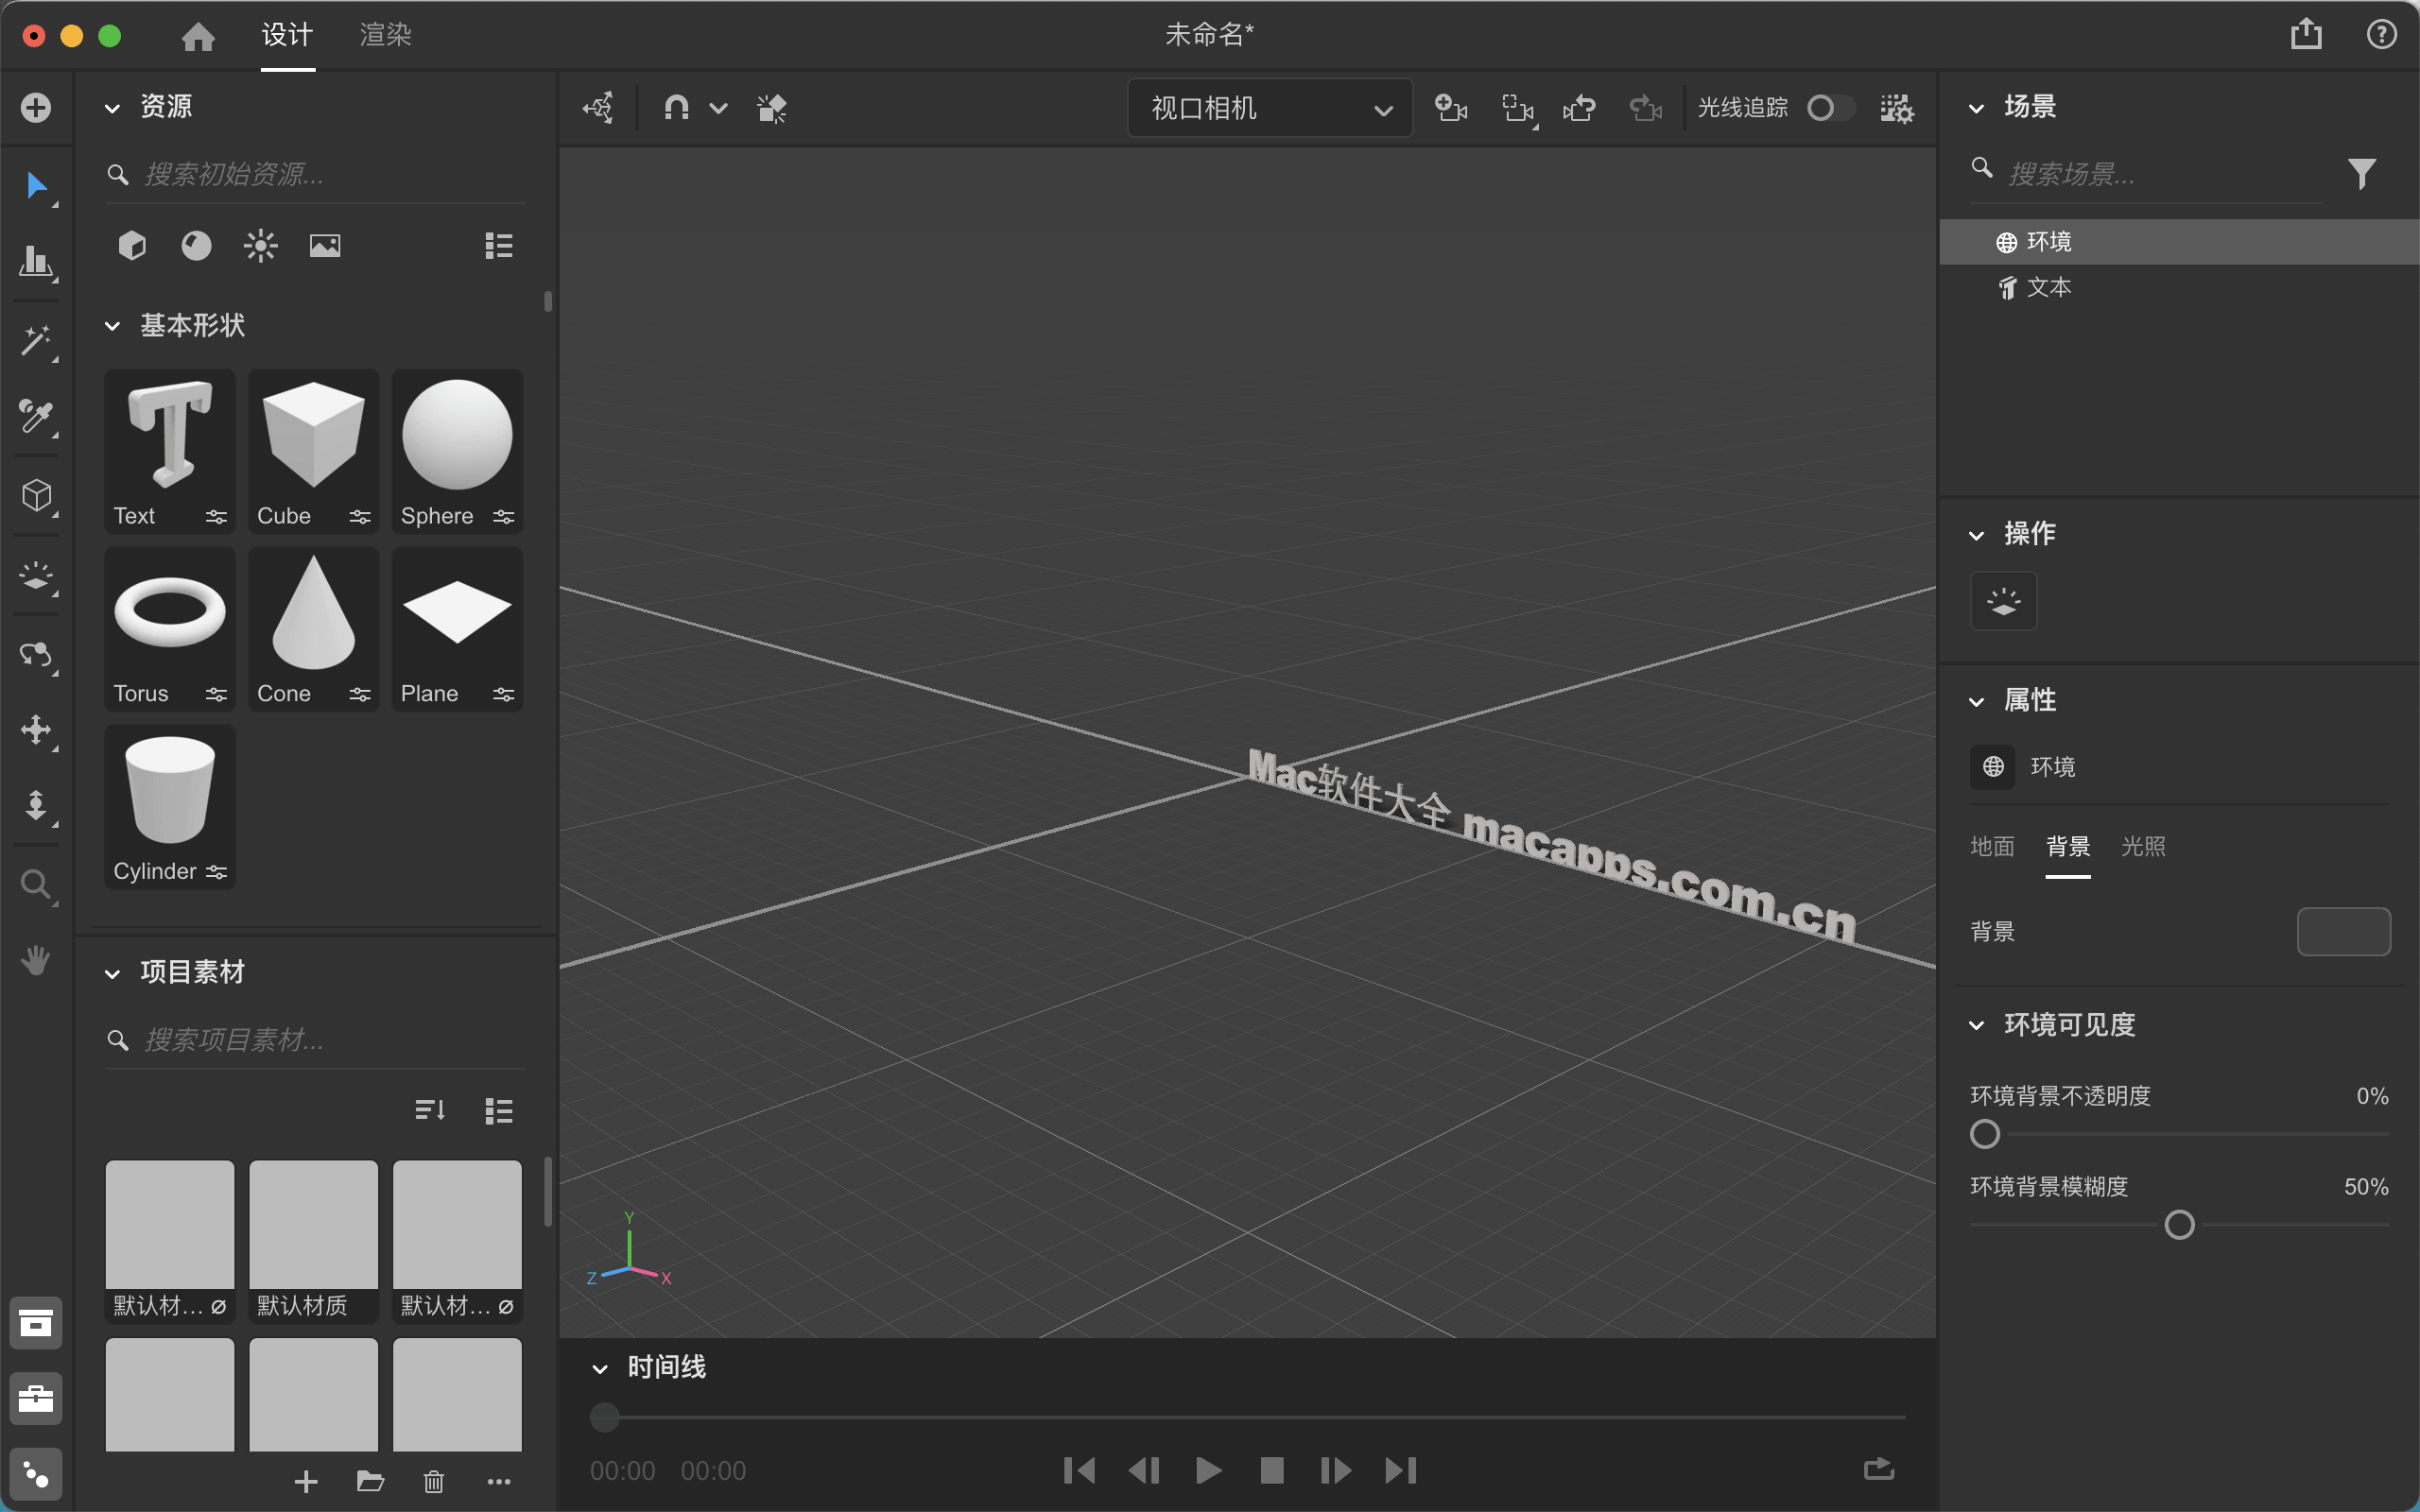 设计 渲染 未命名*
资源
搜索初始资源...
基本形状
Text Cube Sphere
Torus Cone Plane
Cylinder
项目素材
搜索项目素材...
默认材... 默认材质 默认材...
视口相机 光线追踪
Mac软件大全 macapps.com.cn
Y
Z X
时间线
00:00 00:00
场景
搜索场景...
环境
文本
操作
属性
环境
地面 背景 光照
背景
环境可见度
环境背景不透明度 0%
环境背景模糊度 50%